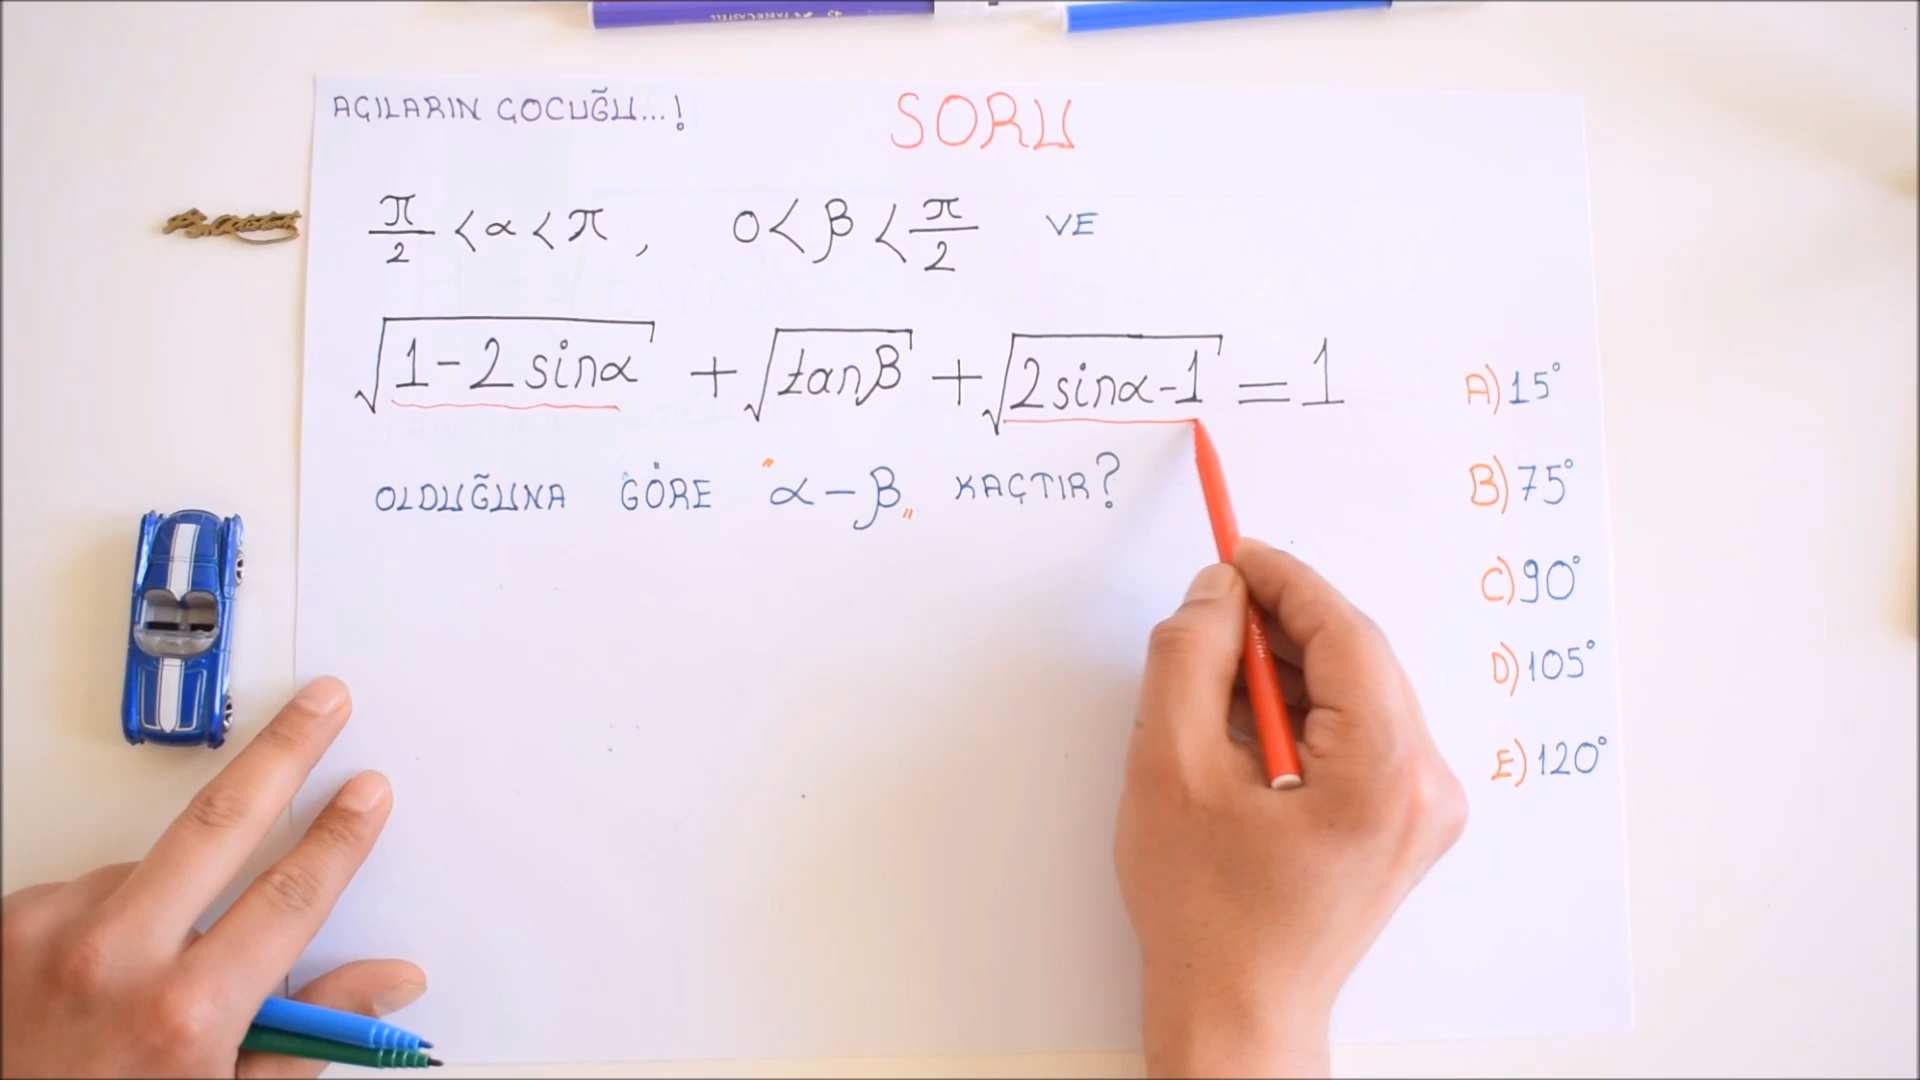 AÇILARIN ÇOCUĞU...!
SORU
π/2 < α < π, 0 < β < π/2 VE
√(1-2sinα) + √(tanβ) + √(2sinα-1) = 1
OLDUĞUNA GÖRE "α-β" KAÇTIR?
A) 15°
B) 75°
C) 90°
D) 105°
E) 120°